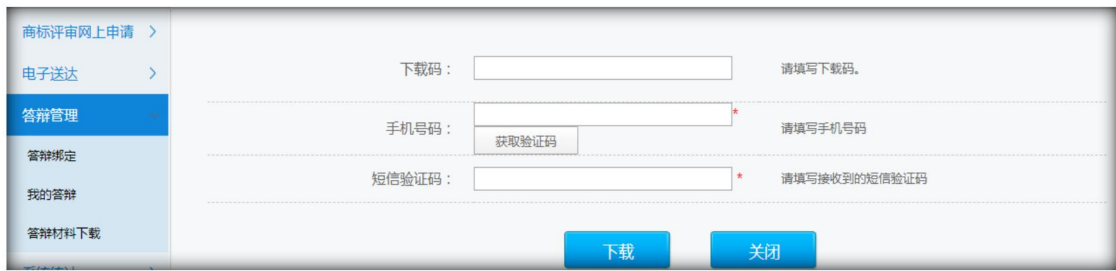 商标评审网上申请
电子送达
答辩管理
答辩绑定
我的答辩
答辩材料下载
下载码：
请填写下载码。
手机号码：
*
请填写手机号码
获取验证码
短信验证码：
*
请填写接收到的短信验证码
下载
关闭